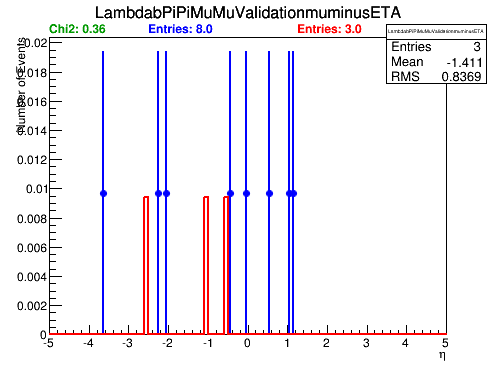 LambdabPiPiMuMuValidationmuminusETA
Chi2: 0.36 Entries: 8.0 Entries: 3.0
LambdabPiPiMuMuValidationmuminusETA
Entries 3
Mean -1.411
RMS 0.8369
Number of Events
0.02
0.018
0.016
0.014
0.012
0.01
0.008
0.006
0.004
0.002
0
-5 -4 -3 -2 -1 0 1 2 3 4 5
η